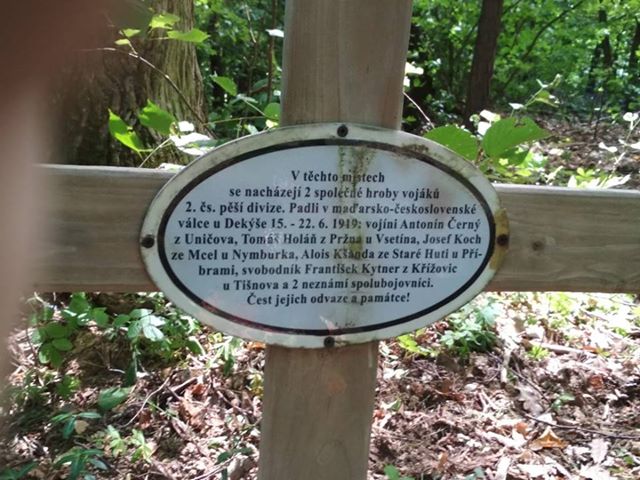 V těchto místech
se nacházejí 2 společné hroby vojáků
2. čs. pěší divize. Padli v maďarsko-československé
válce u Dekýše 15. - 22. 6. 1919: vojíni Antonín Černý
z Uničova, Tomáš Holáň z Pržna u Vsetína, Josef Koch
ze Mcel u Nymburka, Alois Kšanda ze Staré Huti u Pří-
brami, svobodník František Kytner z Křížovic
u Tišnova a 2 neznámí spolubojovníci.
Čest jejich odvaze a památce!